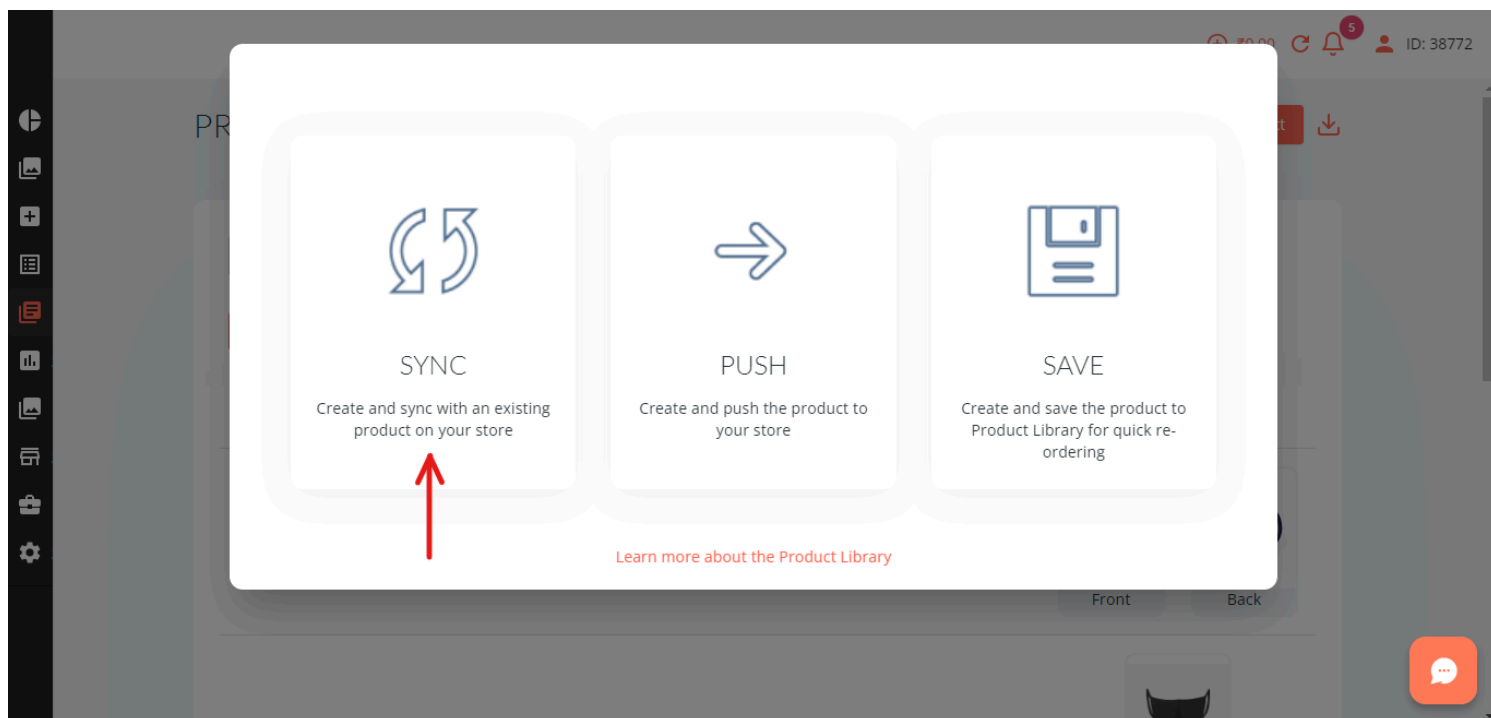 5
ID: 38772
PR
SYNC
Create and sync with an existing
product on your store
PUSH
Create and push the product to
your store
SAVE
Create and save the product to
Product Library for quick re-
ordering
Learn more about the Product Library
Front
Back